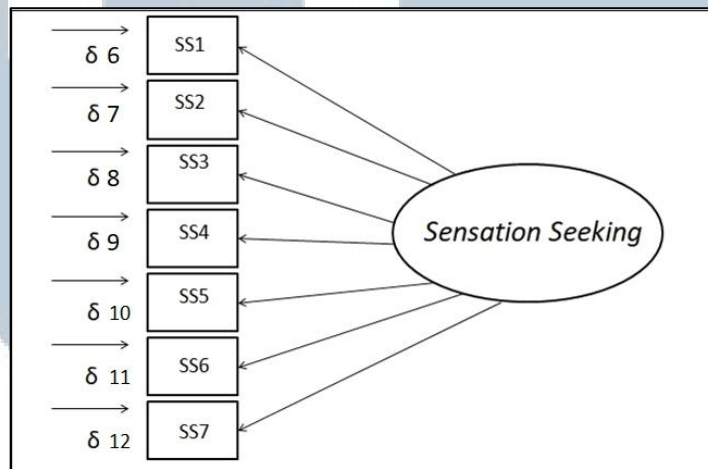 SS1
δ 6
SS2
δ 7
SS3
δ 8
SS4
Sensation Seeking
δ 9
SS5
δ 10
SS6
δ 11
SS7
δ 12